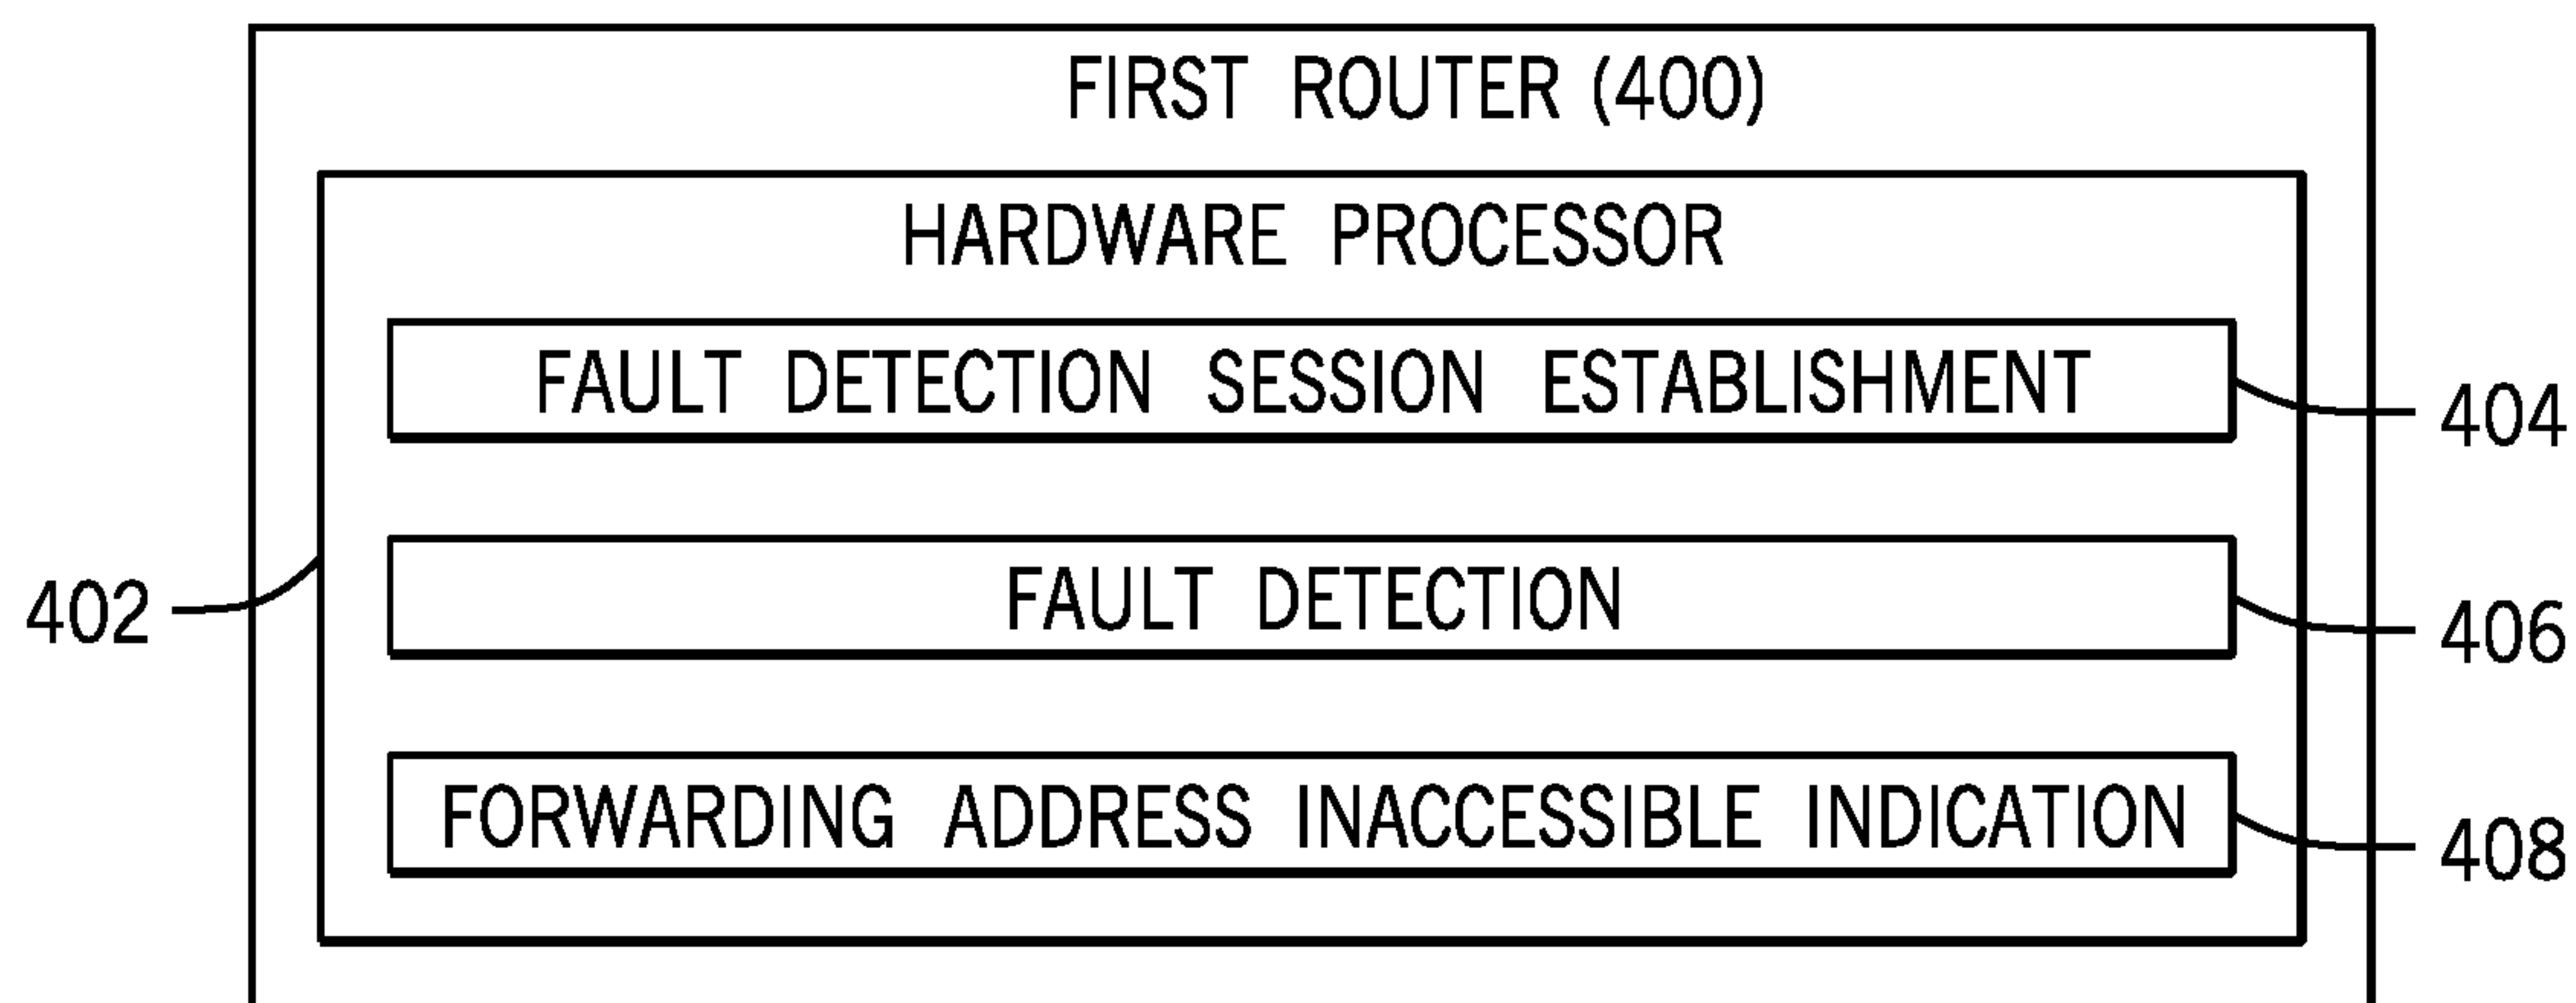 FIRST ROUTER (400)
HARDWARE PROCESSOR
FAULT DETECTION SESSION ESTABLISHMENT
404
FAULT DETECTION
402
406
FORWARDING ADDRESS INACCESSIBLE INDICATION
408